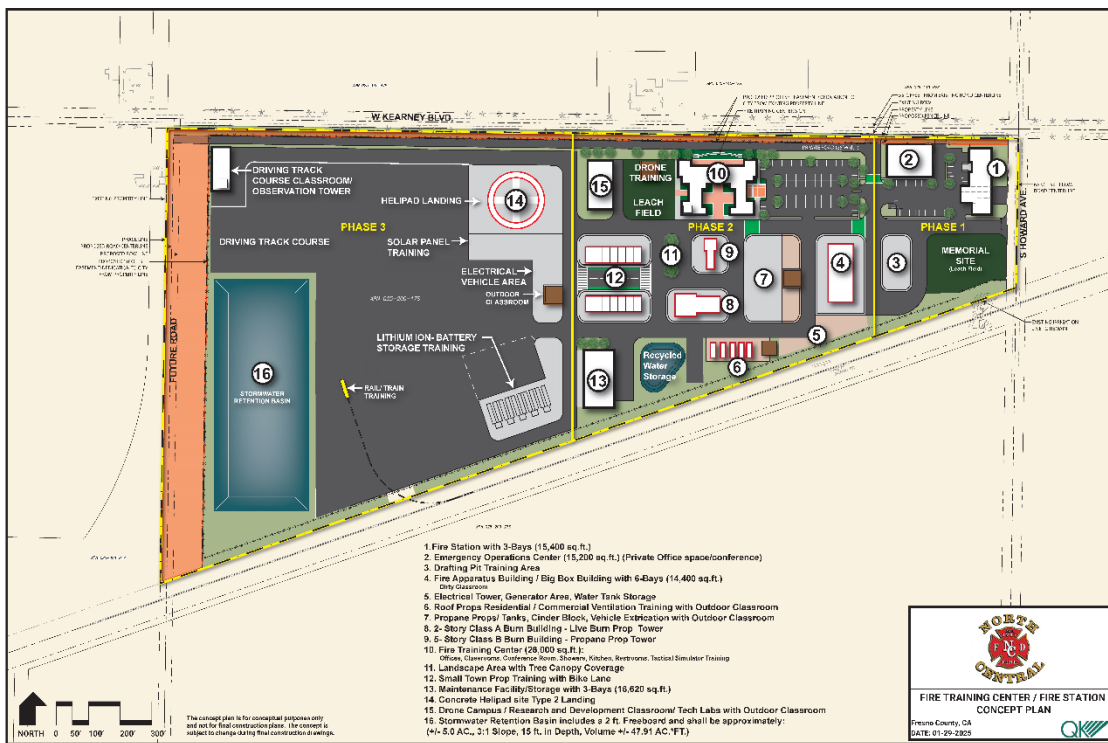 W KEARNEY BLVD.
2
1
DRIVING TRACK
COURSE CLASSROOM/
OBSERVATION TOWER
DRONE
TRAINING
10
15
14
HELIPAD LANDING
LEACH
FIELD
PHASE 3
PHASE 2
PHASE 1
S HOWARD AVE.
DRIVING TRACK COURSE
SOLAR PANEL
TRAINING
11
9
MEMORIAL
SITE
(Leach Field)
ELECTRICAL
VEHICLE AREA
OUTDOOR
CLASSROOM
12
7
4
3
8
LITHIUM ION- BATTERY
STORAGE TRAINING
5
FUTURE ROAD
16
STORMWATER
RETENTION BASIN
RAIL/ TRAIN
TRAINING
13
Recycled
Water
Storage
6
1. Fire Station with 3-Bays (15,400 sq.ft.)
2. Emergency Operations Center (15,200 sq.ft.) (Private Office space/conference)
3. Drafting Pit Training Area
4. Fire Apparatus Building / Big Box Building with 6-Bays (14,400 sq.ft.)
Dirty Classroom
5. Electrical Tower, Generator Area, Water Tank Storage
6. Roof Props Residential / Commercial Ventilation Training with Outdoor Classroom
7. Propane Props/ Tanks, Cinder Block, Vehicle Extrication with Outdoor Classroom
8. 2- Story Class A Burn Building - Live Burn Prop Tower
9. 5- Story Class B Burn Building - Propane Prop Tower
10. Fire Training Center (26,000 sq.ft.):
Offices, Classrooms, Conference Room, Showers, Kitchen, Restrooms, Tactical Simulator Training
11. Landscape Area with Tree Canopy Coverage
12. Small Town Prop Training with Bike Lane
13. Maintenance Facility/Storage with 3-Bays (16,620 sq.ft.)
14. Concrete Helipad site Type 2 Landing
15. Drone Campus / Research and Development Classroom/ Tech Labs with Outdoor Classroom
16. Stormwater Retention Basin includes a 2 ft. Freeboard and shall be approximately:
(+/- 5.0 AC., 3:1 Slope, 15 ft. in Depth, Volume +/- 47.91 AC.*FT.)
NORTH
0 50' 100' 200' 300'
The concept plan is for conceptual purposes only
and not for final construction plans. The concept is
subject to change during final construction drawings.
NORTH
CENTRAL
FIRE TRAINING CENTER / FIRE STATION
CONCEPT PLAN
Fresno County, CA
DATE: 01-29-2025
QK